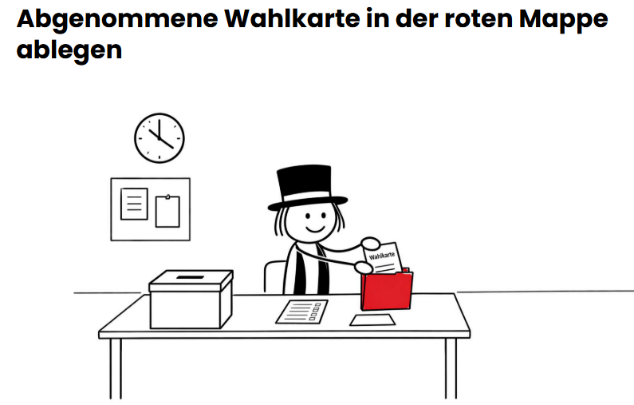 Abgenommene Wahlkarte in der roten Mappe
ablegen
Wahlkarte